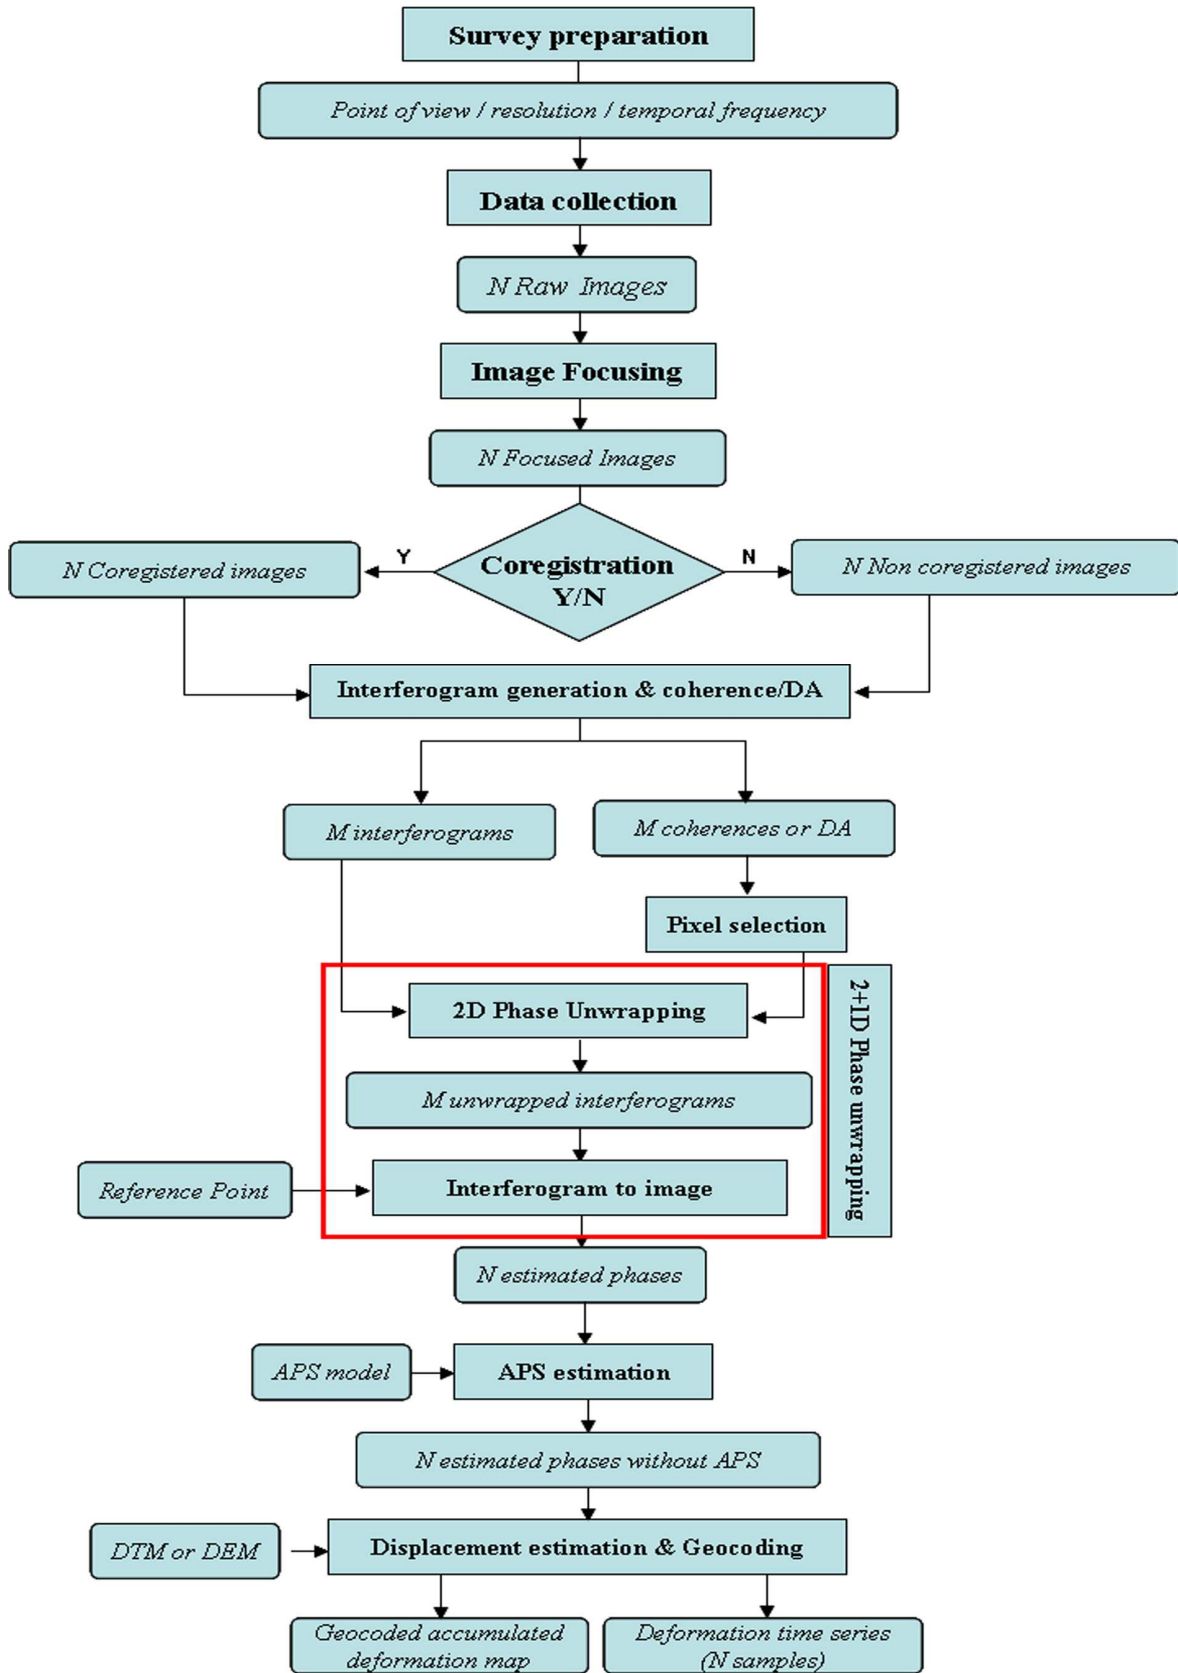 Survey preparation
Point of view / resolution / temporal frequency
Data collection
N Raw Images
Image Focusing
N Focused Images
Y
N
N Coregistered images
Coregistration
Y/N
N Non coregistered images
Interferogram generation & coherence/DA
M interferograms
M coherences or DA
Pixel selection
2D Phase Unwrapping
2+1D Phase unwrapping
M unwrapped interferograms
Reference Point
Interferogram to image
N estimated phases
APS model
APS estimation
N estimated phases without APS
DTM or DEM
Displacement estimation & Geocoding
Geocoded accumulated
deformation map
Deformation time series
(N samples)